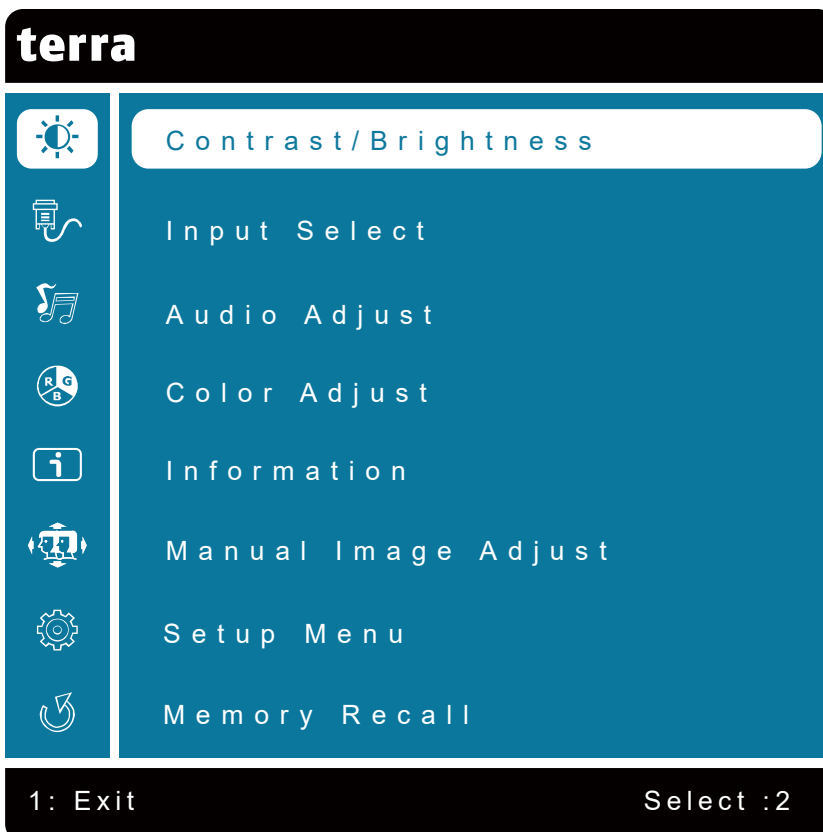 terra
Contrast/Brightness
Input Select
Audio Adjust
R G
B
Color Adjust
i
Information
Manual Image Adjust
Setup Menu
Memory Recall
1: Exit
Select :2